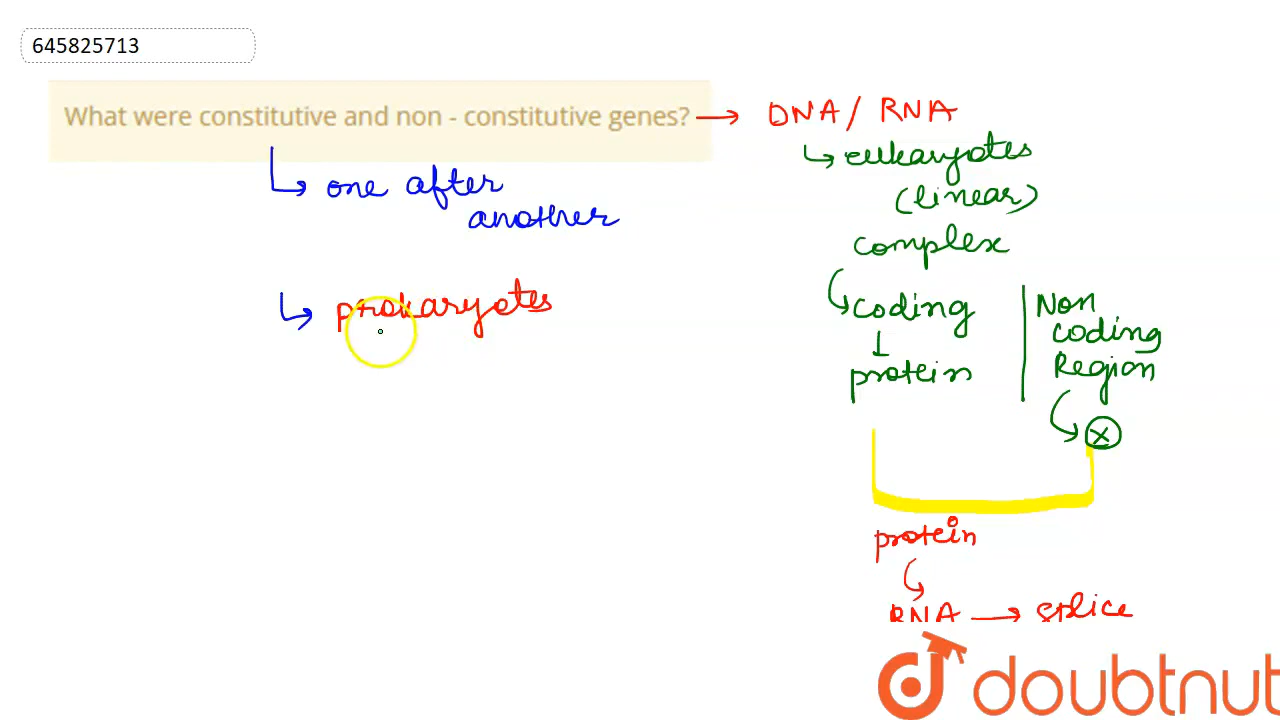 645825713
What were constitutive and non - constitutive genes? → DNA / RNA
↳ one after
another
↳ prokaryotes
↳ eukaryotes
(linear)
complex
coding
↓
protein
Non
coding
Region
x
protein
RNA → splice
doubtnut